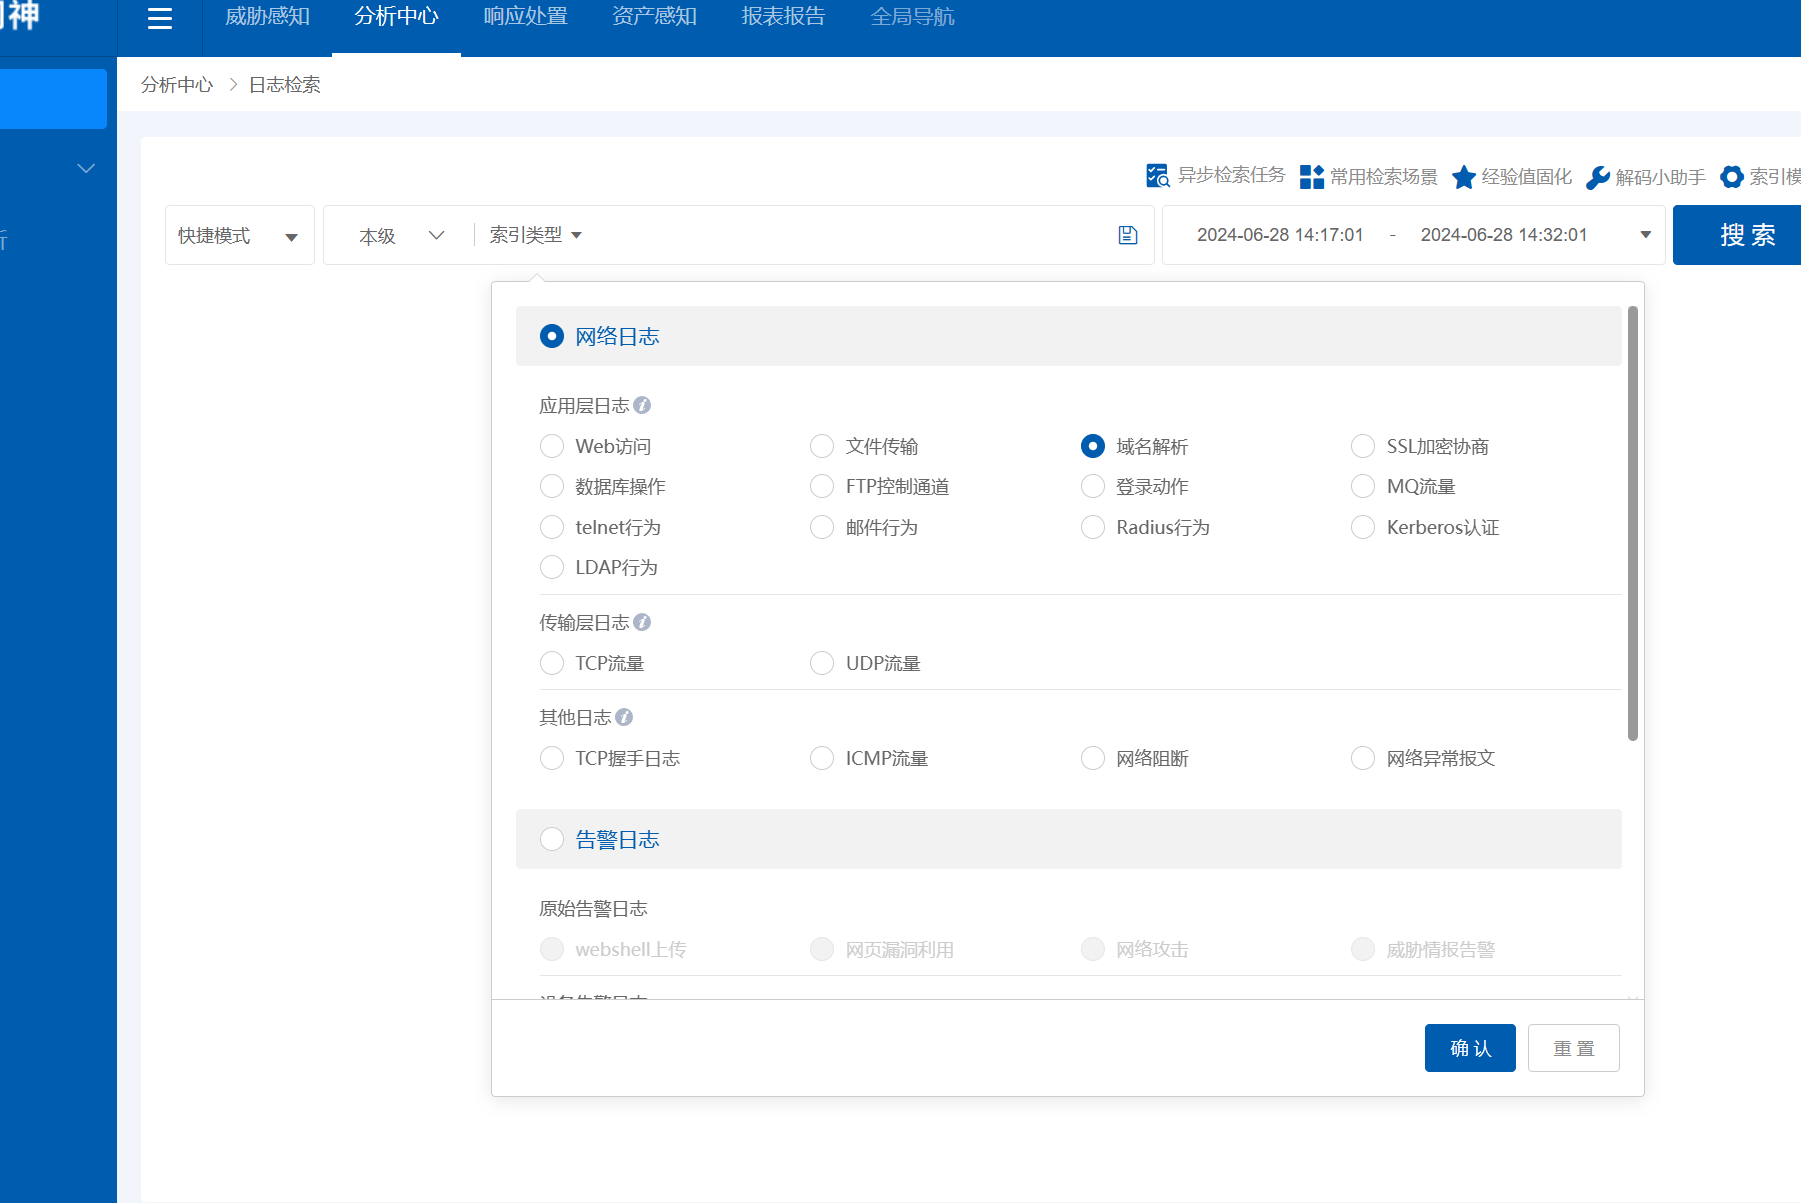 神
威胁感知 分析中心 响应处置 资产感知 报表报告 全局导航
分析中心 > 日志检索
异步检索任务 常用检索场景 经验值固化 解码小助手 索引模
快捷模式 本级 索引类型 2024-06-28 14:17:01 - 2024-06-28 14:32:01 搜索
网络日志
应用层日志
Web访问 文件传输 域名解析 SSL加密协商
数据库操作 FTP控制通道 登录动作 MQ流量
telnet行为 邮件行为 Radius行为 Kerberos认证
LDAP行为
传输层日志
TCP流量 UDP流量
其他日志
TCP握手日志 ICMP流量 网络阻断 网络异常报文
告警日志
原始告警日志
webshell上传 网页漏洞利用 网络攻击 威胁情报告警
确认 重置